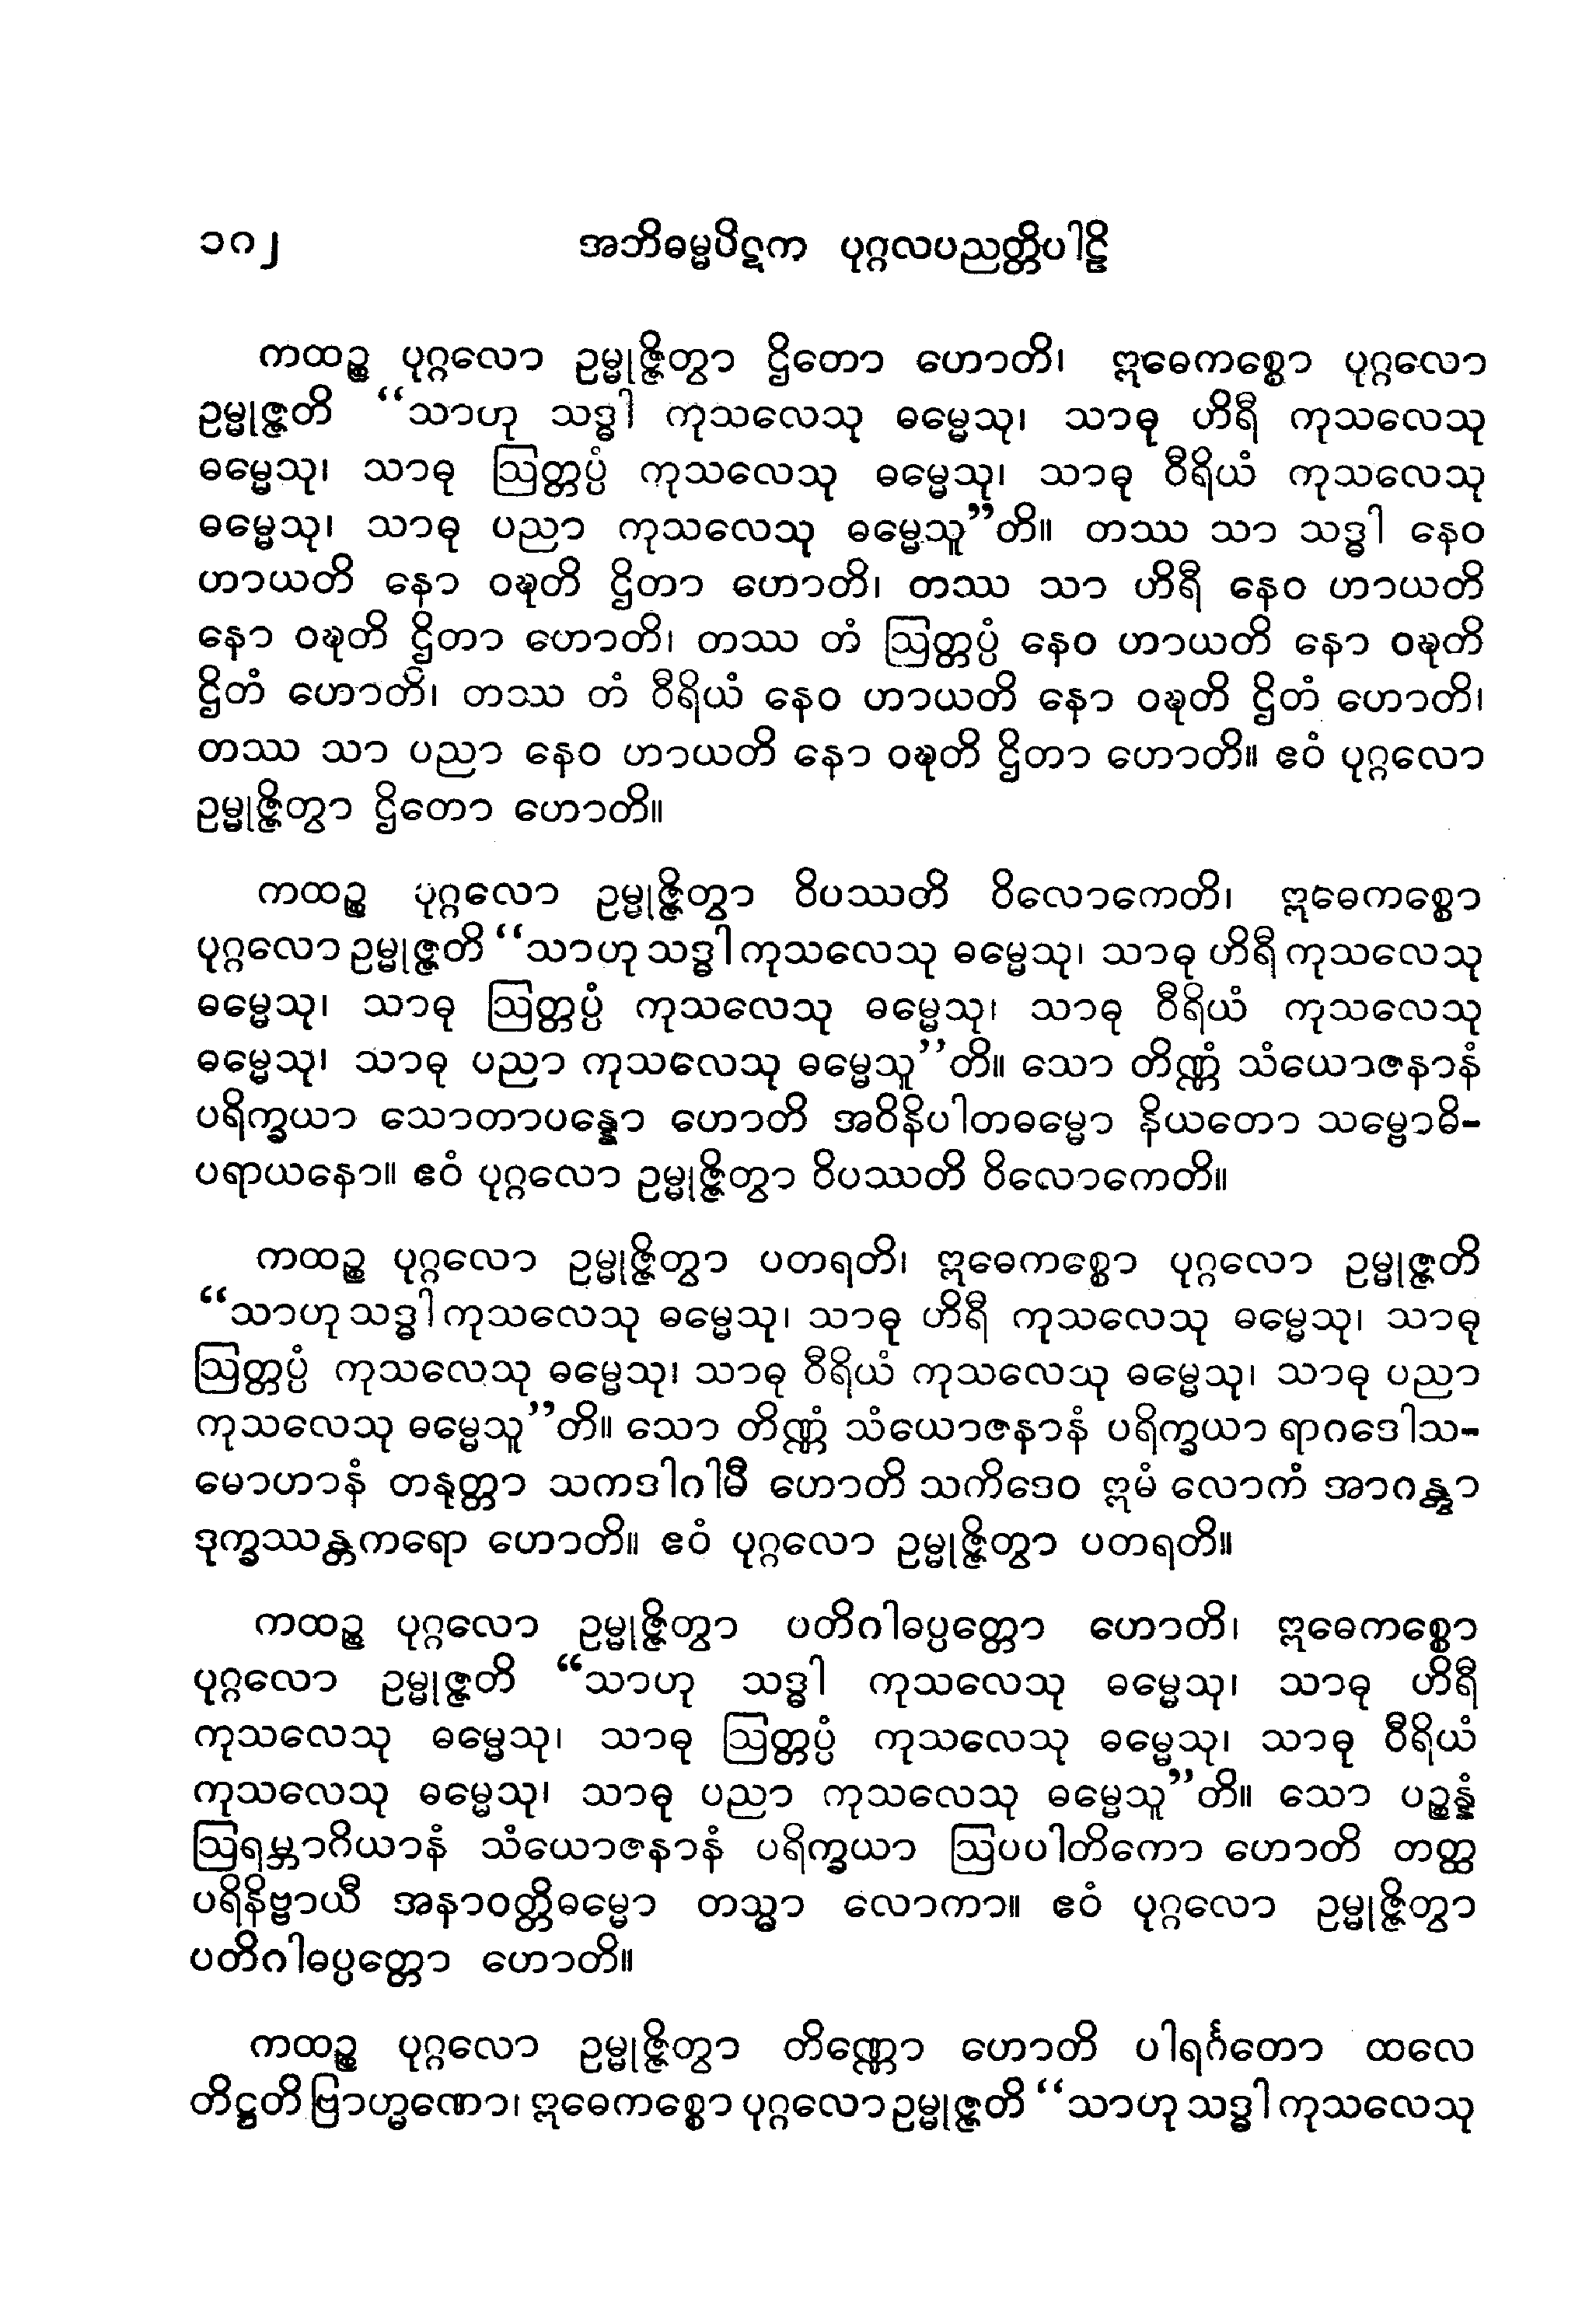 ၁၈၂ အဘိဓမ္မပိဋက ပုဂ္ဂလပညတ္တိပါဠိ
ကထဉ္စ ပုဂ္ဂလော ဥမ္မုဇ္ဇိတွာ ဌိတော ဟောတိ၊ ဣဓေကစ္စော ပုဂ္ဂလော
ဥမ္မုဇ္ဇတိ “သာဟု သဒ္ဓါ ကုသလေသု ဓမ္မေသု၊ သာဓု ဟိရီ ကုသလေသု
ဓမ္မေသု၊ သာဓု ဩတ္တပ္ပံ ကုသလေသု ဓမ္မေသု၊ သာဓု ဝီရိယံ ကုသလေသု
ဓမ္မေသု၊ သာဓု ပညာ ကုသလေသု ဓမ္မေသူ”တိ။ တဿ သာ သဒ္ဓါ နေဝ
ဟာယတိ နော ဝဍ္ဎတိ ဌိတာ ဟောတိ၊ တဿ သာ ဟိရီ နေဝ ဟာယတိ
နော ဝဍ္ဎတိ ဌိတာ ဟောတိ၊ တဿ တံ ဩတ္တပ္ပံ နေဝ ဟာယတိ နော ဝဍ္ဎတိ
ဌိတံ ဟောတိ၊ တဿ တံ ဝီရိယံ နေဝ ဟာယတိ နော ဝဍ္ဎတိ ဌိတံ ဟောတိ၊
တဿ သာ ပညာ နေဝ ဟာယတိ နော ဝဍ္ဎတိ ဌိတာ ဟောတိ။ ဧဝံ ပုဂ္ဂလော
ဥမ္မုဇ္ဇိတွာ ဌိတော ဟောတိ။
ကထဉ္စ ပုဂ္ဂလော ဥမ္မုဇ္ဇိတွာ ဝိပဿတိ ဝိလောကေတိ၊ ဣဓေကစ္စော
ပုဂ္ဂလော ဥမ္မုဇ္ဇတိ “သာဟု သဒ္ဓါ ကုသလေသု ဓမ္မေသု၊ သာဓု ဟိရီ ကုသလေသု
ဓမ္မေသု၊ သာဓု ဩတ္တပ္ပံ ကုသလေသု ဓမ္မေသု၊ သာဓု ဝီရိယံ ကုသလေသု
ဓမ္မေသု၊ သာဓု ပညာ ကုသလေသု ဓမ္မေသူ”တိ။ သော တိဏ္ဏံ သံယောဇနာနံ
ပရိက္ခယာ သောတာပန္နော ဟောတိ အဝိနိပါတဓမ္မော နိယတော သမ္ဗောဓိ-
ပရာယနော။ ဧဝံ ပုဂ္ဂလော ဥမ္မုဇ္ဇိတွာ ဝိပဿတိ ဝိလောကေတိ။
ကထဉ္စ ပုဂ္ဂလော ဥမ္မုဇ္ဇိတွာ ပတရတိ၊ ဣဓေကစ္စော ပုဂ္ဂလော ဥမ္မုဇ္ဇတိ
“သာဟု သဒ္ဓါ ကုသလေသု ဓမ္မေသု၊ သာဓု ဟိရီ ကုသလေသု ဓမ္မေသု၊ သာဓု
ဩတ္တပ္ပံ ကုသလေသု ဓမ္မေသု၊ သာဓု ဝီရိယံ ကုသလေသု ဓမ္မေသု၊ သာဓု ပညာ
ကုသလေသု ဓမ္မေသူ”တိ။ သော တိဏ္ဏံ သံယောဇနာနံ ပရိက္ခယာ ရာဂဒေါသ-
မောဟာနံ တနုတ္တာ သကဒါဂါမီ ဟောတိ သကိဒေဝ ဣမံ လောကံ အာဂန္တွာ
ဒုက္ခဿန္တကရော ဟောတိ။ ဧဝံ ပုဂ္ဂလော ဥမ္မုဇ္ဇိတွာ ပတရတိ။
ကထဉ္စ ပုဂ္ဂလော ဥမ္မုဇ္ဇိတွာ ပတိဂါဓပ္ပတ္တော ဟောတိ၊ ဣဓေကစ္စော
ပုဂ္ဂလော ဥမ္မုဇ္ဇတိ “သာဟု သဒ္ဓါ ကုသလေသု ဓမ္မေသု၊ သာဓု ဟိရီ
ကုသလေသု ဓမ္မေသု၊ သာဓု ဩတ္တပ္ပံ ကုသလေသု ဓမ္မေသု၊ သာဓု ဝီရိယံ
ကုသလေသု ဓမ္မေသု၊ သာဓု ပညာ ကုသလေသု ဓမ္မေသူ”တိ။ သော ပဉ္စန္နံ
ဩရမ္ဘာဂိယာနံ သံယောဇနာနံ ပရိက္ခယာ ဩပပါတိကော ဟောတိ တတ္ထ
ပရိနိဗ္ဗာယီ အနာဝတ္တိဓမ္မော တသ္မာ လောကာ။ ဧဝံ ပုဂ္ဂလော ဥမ္မုဇ္ဇိတွာ
ပတိဂါဓပ္ပတ္တော ဟောတိ။
ကထဉ္စ ပုဂ္ဂလော ဥမ္မုဇ္ဇိတွာ တိဏ္ဏော ဟောတိ ပါရင်္ဂတော ထလေ
တိဋ္ဌတိ ဗြာဟ္မဏော၊ ဣဓေကစ္စော ပုဂ္ဂလော ဥမ္မုဇ္ဇတိ “သာဟု သဒ္ဓါ ကုသလေသု